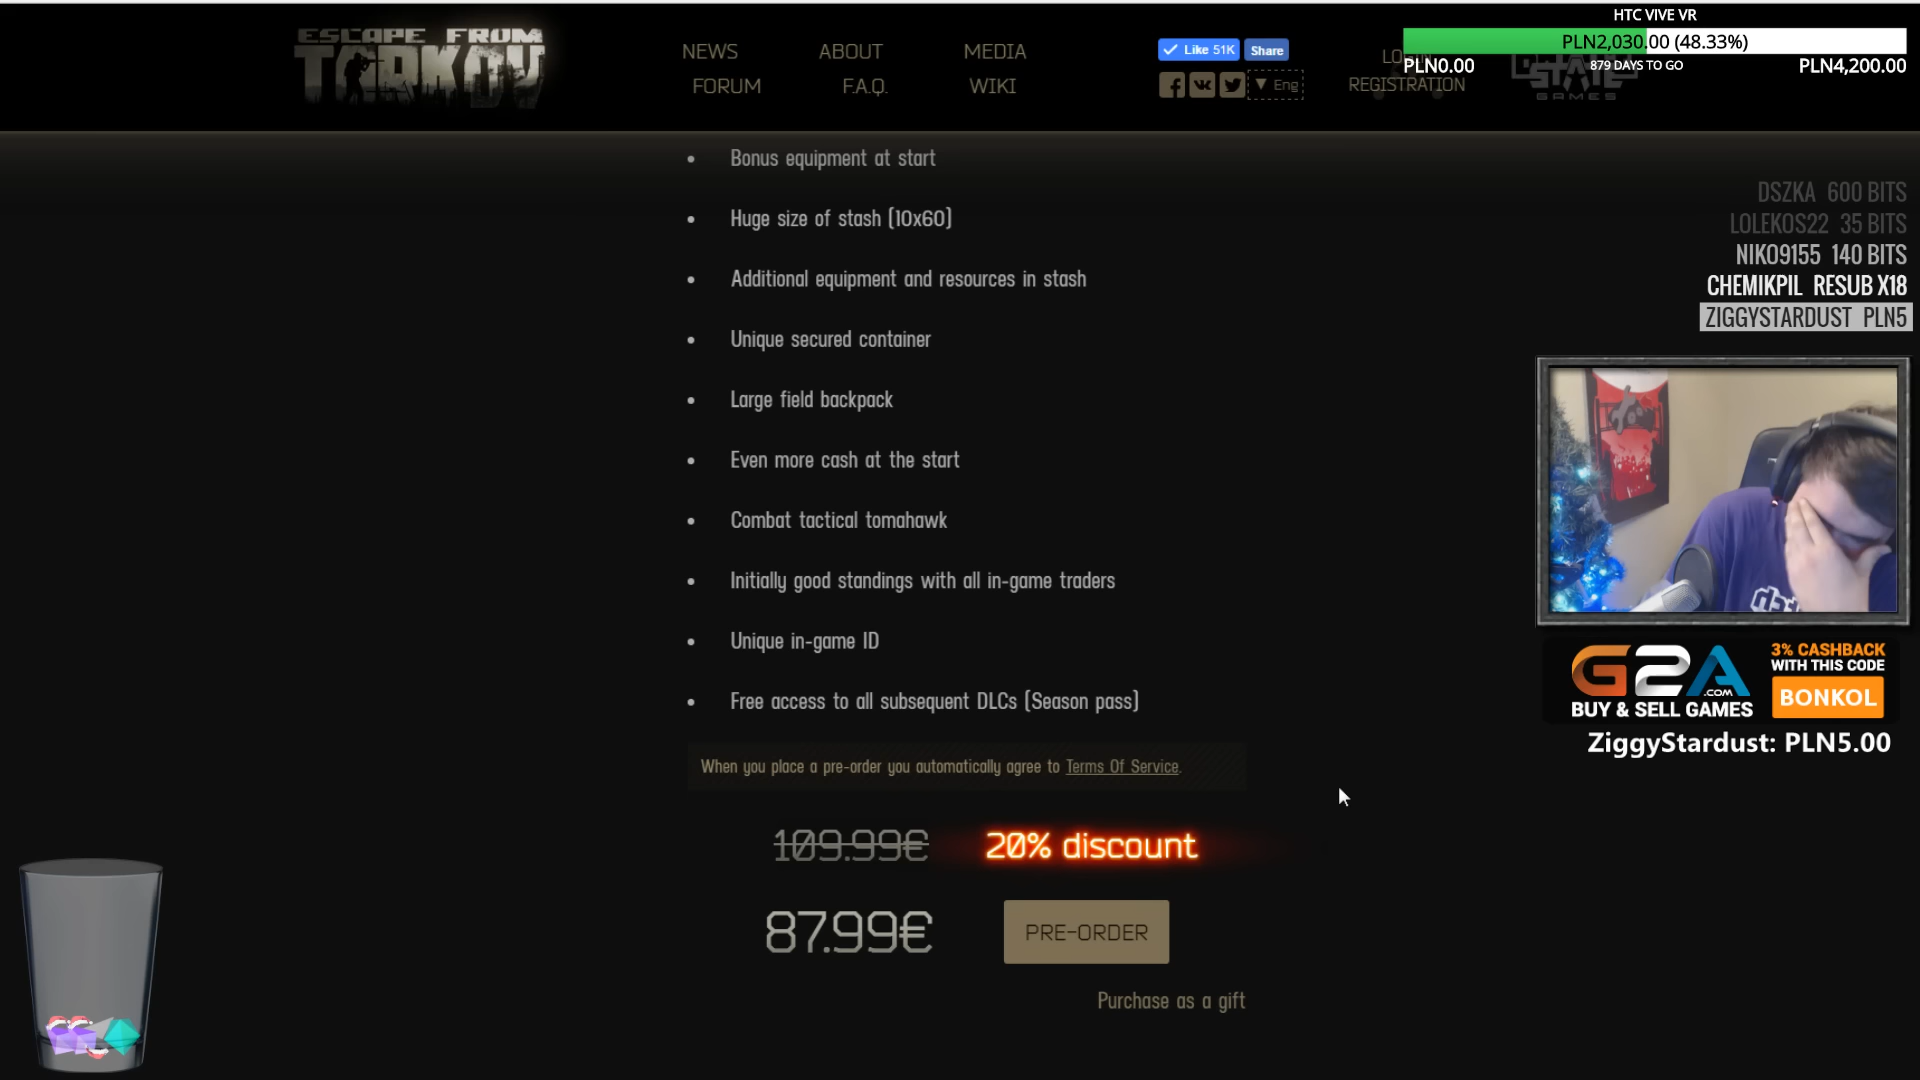 ESCAPE FROM
TARKOV
NEWS
ABOUT
MEDIA
FORUM
F.A.Q.
WIKI
Like 51K
Share
Eng
REGISTRATION
STATE
GAMES
HTC VIVE VR
PLN2,030.00 (48.33%)
PLN0.00
879 DAYS TO GO
PLN4,200.00
Bonus equipment at start
Huge size of stash (10x60)
Additional equipment and resources in stash
Unique secured container
Large field backpack
Even more cash at the start
Combat tactical tomahawk
Initially good standings with all in-game traders
Unique in-game ID
Free access to all subsequent DLCs (Season pass)
When you place a pre-order you automatically agree to Terms Of Service.
109.99€
20% discount
87.99€
PRE-ORDER
Purchase as a gift
DSZKA 600 BITS
LOLEKOS22 35 BITS
NIKO9155 140 BITS
CHEMIKPIL RESUB X18
ZIGGYSTARDUST PLN5
G2A
.COM
BUY & SELL GAMES
3% CASHBACK
WITH THIS CODE
BONKOL
ZiggyStardust: PLN5.00